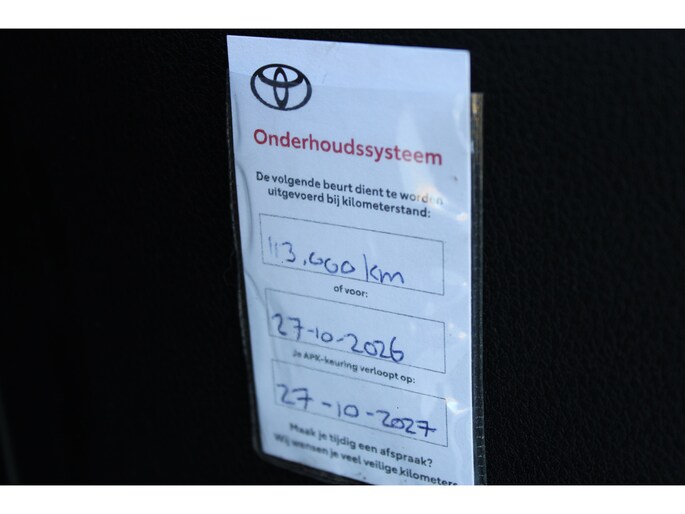 Onderhoudssysteem
De volgende beurt dient te worden
uitgevoerd bij kilometerstand:
113.000 km
of voor:
27-10-2026
Je APK-keuring verloopt op:
27-10-2027
Maak je tijdig een afspraak?
Wij wensen je veel veilige kilometers